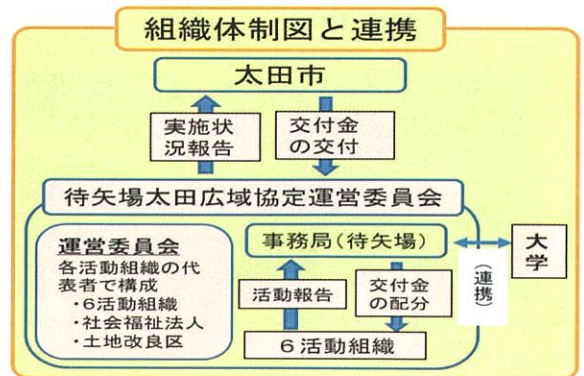 組織体制図と連携
太田市
実施状
況報告
交付金
の交付
待矢場太田広域協定運営委員会
運営委員会
各活動組織の代
表者で構成
・6活動組織
・社会福祉法人
・土地改良区
事務局(待矢場)
活動報告
交付金
の配分
6活動組織
(連携)
大
学